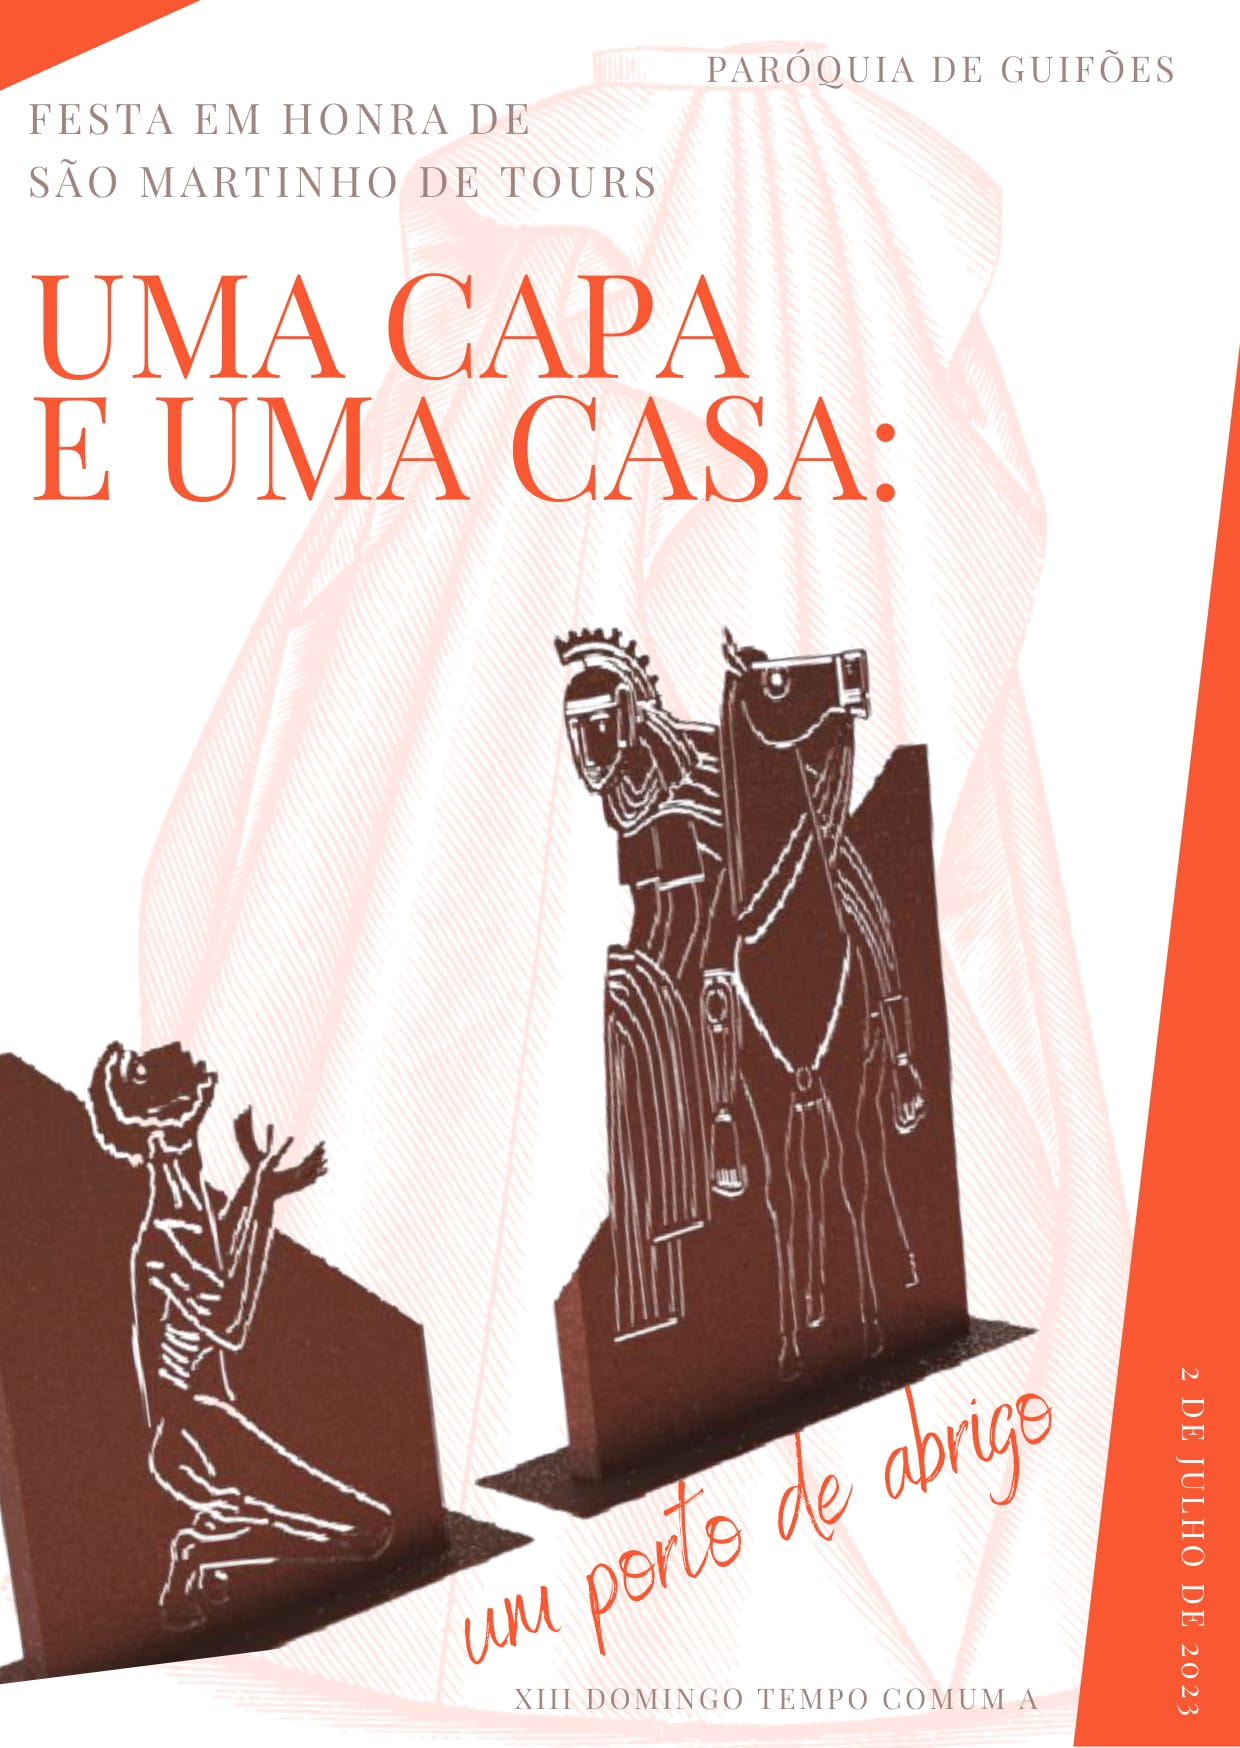 PARÓQUIA DE GUIFÕES
FESTA EM HONRA DE
SÃO MARTINHO DE TOURS
UMA CAPA
E UMA CASA:
um porto de abrigo
XIII DOMINGO TEMPO COMUM A
2 DE JULHO DE 2023